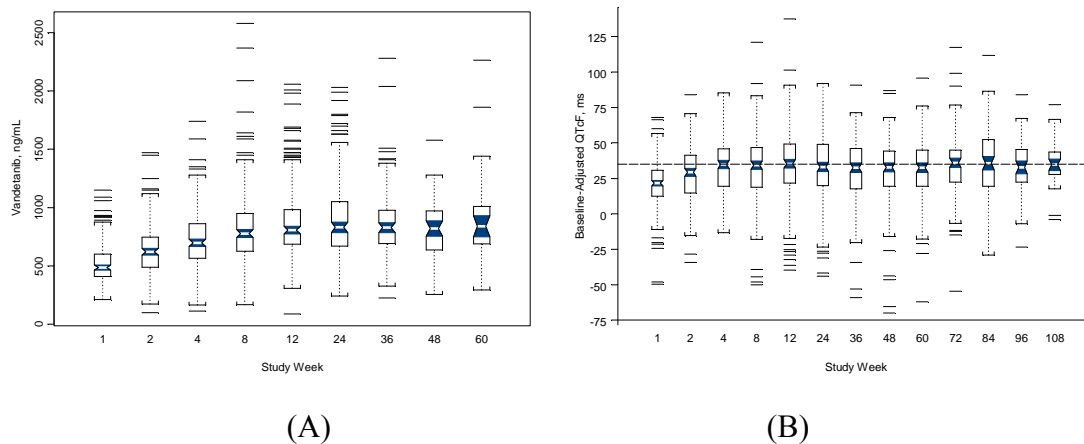 Vandetanib, ng/mL
2500
2000
1500
1000
500
0
1 2 4 8 12 24 36 48 60
Study Week
(A)
Baseline-Adjusted QTcF, ms
125
100
75
50
25
0
-25
-50
-75
1 2 4 8 12 24 36 48 60 72 84 96 108
Study Week
(B)